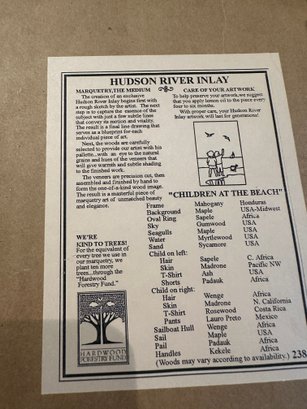 HUDSON RIVER INLAY
MARQUETRY, THE MEDIUM
The creation of an exclusive
Hudson River Inlay begins first with
a rough sketch by the artist. The next
step is to capture the essence of the
subject with just a few subtle lines
that convey its motion and vitality.
The result is a final line drawing that
serves as a blueprint for each
individual piece of art.
Next, the woods are carefully
selected to provide our artist with his
pallette...with an eye to the native
grains and hues of the veneers that
will give warmth and subtle shading
to the finished work.
The veneers are precision cut, then
assembled and finished by hand to
form the one-of-a-kind wood image.
The result is a masterful piece of
marquetry art of unmatched beauty
and elegance.
CARE OF YOUR ARTWORK
To help preserve your artwork, we suggest
that you apply lemon oil to the piece every
four to six months.
With proper care, your Hudson River
Inlay artwork will last for generations!
"CHILDREN AT THE BEACH"
Frame Mahogany Honduras
Background Maple USA-Midwest
Oval Ring Sapele Africa
Sky Gumwood USA
Seagulls Maple USA
Water Myrtlewood USA
Sand Sycamore USA
Child on left:
Hair Sapele C. Africa
Skin Madrone Pacific NW
T-Shirt Ash USA
Shorts Padauk Africa
Child on right:
Hair Wenge Africa
Skin Madrone N. California
T-Shirt Rosewood Costa Rica
Pants Lauro Preto Mexico
Sailboat Hull Wenge Africa
Sail Maple USA
Pail Padauk Africa
Handles Kekele Africa
(Woods may vary according to availability.) 238
WE'RE
KIND TO TREES!
For the equivalent of
every tree we use in
our marquetry, we
plant ten more
trees...through the
"Hardwood
Forestry Fund."
HARDWOOD
FORESTRY FUND